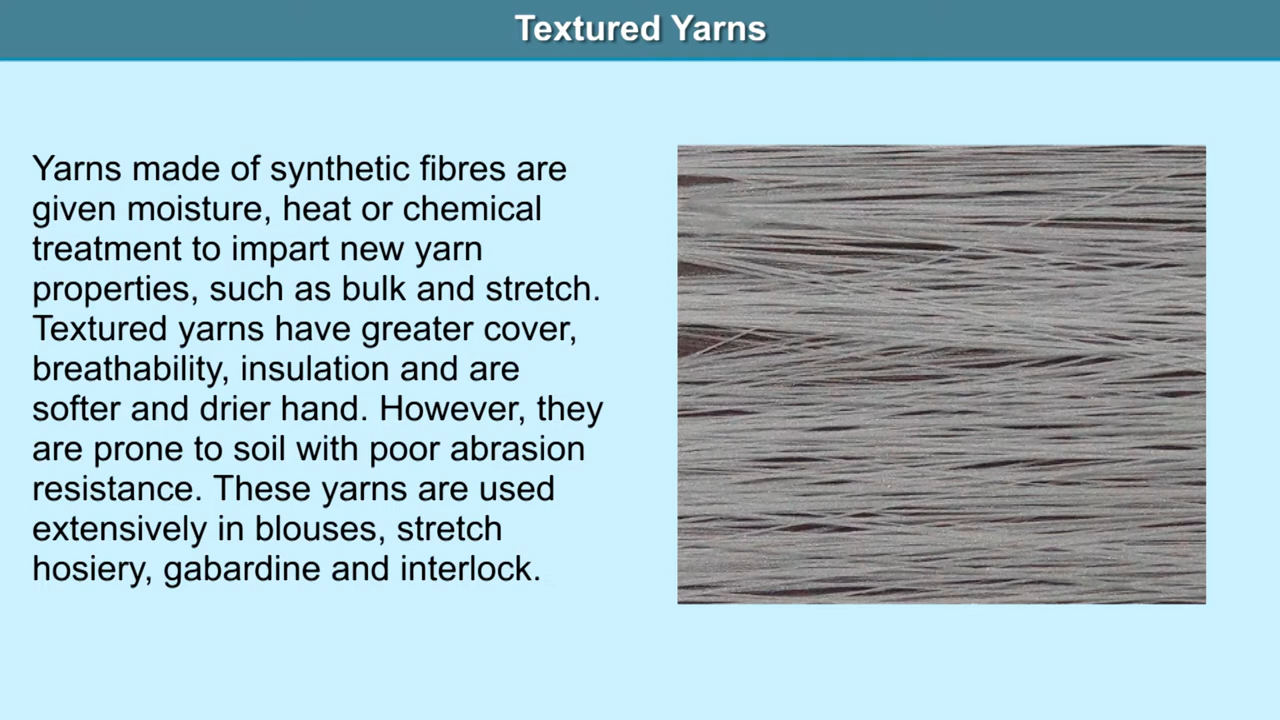 Textured Yarns
Yarns made of synthetic fibres are
given moisture, heat or chemical
treatment to impart new yarn
properties, such as bulk and stretch.
Textured yarns have greater cover,
breathability, insulation and are
softer and drier hand. However, they
are prone to soil with poor abrasion
resistance. These yarns are used
extensively in blouses, stretch
hosiery, gabardine and interlock.